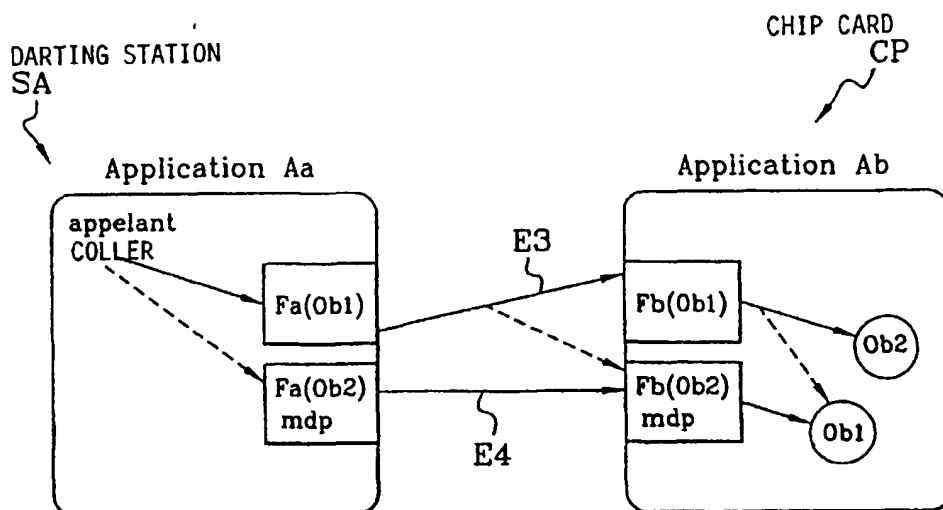 DARTING STATION
SA
CHIP CARD
CP
Application Aa
Application Ab
appelant
COLLER
E3
Fa(Ob1)
Fb(Ob1)
Ob2
Fa(Ob2)
mdp
Fb(Ob2)
mdp
Ob1
E4